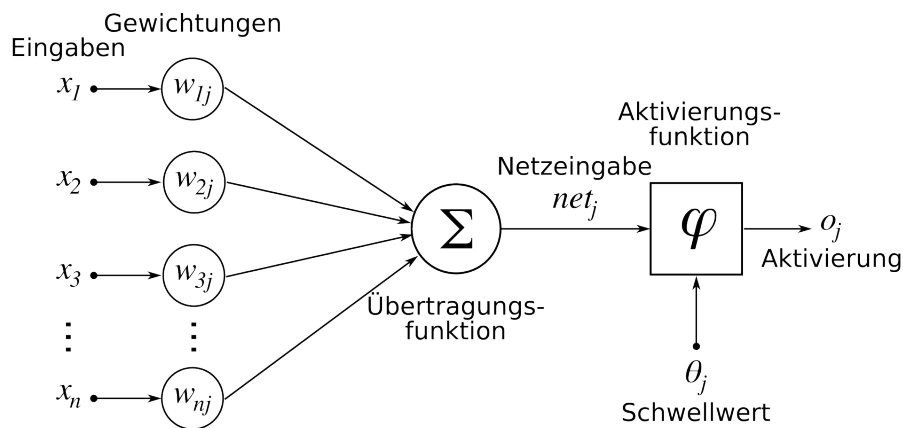 Gewichtungen
Eingaben
x1
w1j
x2
w2j
x3
w3j
⋮ ⋮
xn
wnj
Σ
Übertragungs-
funktion
Netzeingabe
netj
Aktivierungs-
funktion
φ
oj
Aktivierung
θj
Schwellwert